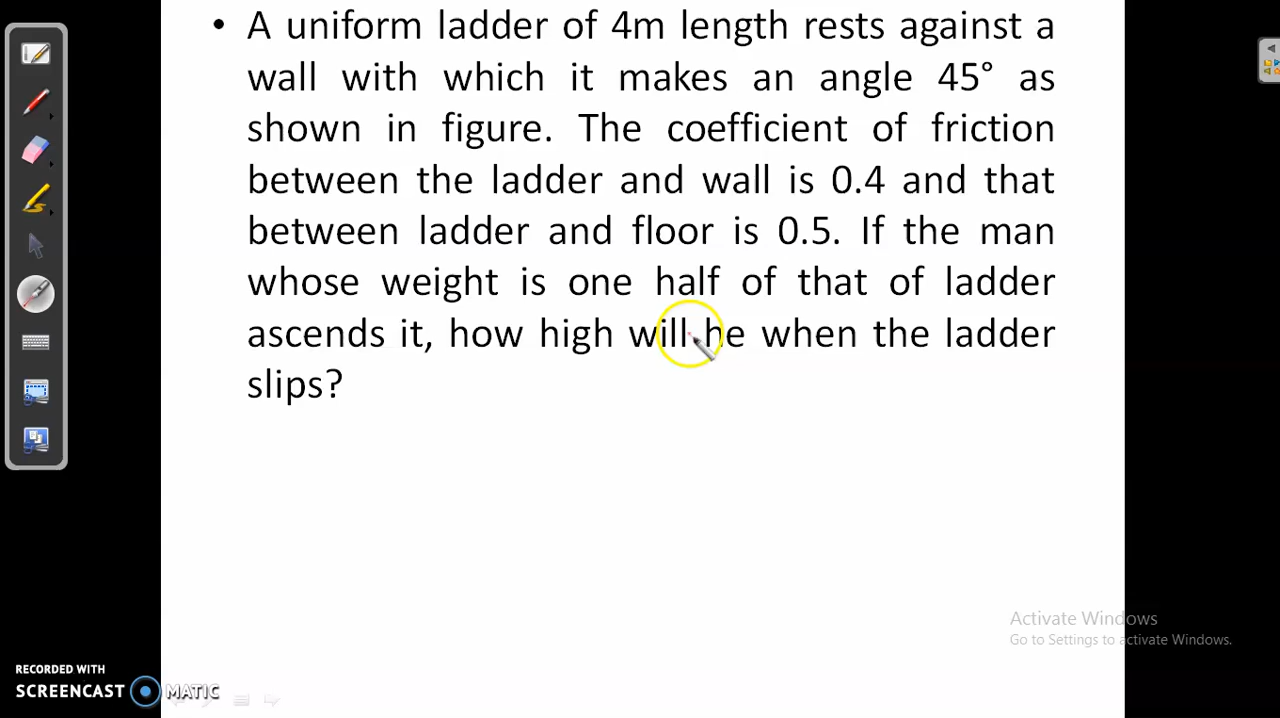 • A uniform ladder of 4m length rests against a
wall with which it makes an angle 45° as
shown in figure. The coefficient of friction
between the ladder and wall is 0.4 and that
between ladder and floor is 0.5. If the man
whose weight is one half of that of ladder
ascends it, how high will he when the ladder
slips?
Activate Windows
Go to Settings to activate Windows.
RECORDED WITH
SCREENCAST MATIC